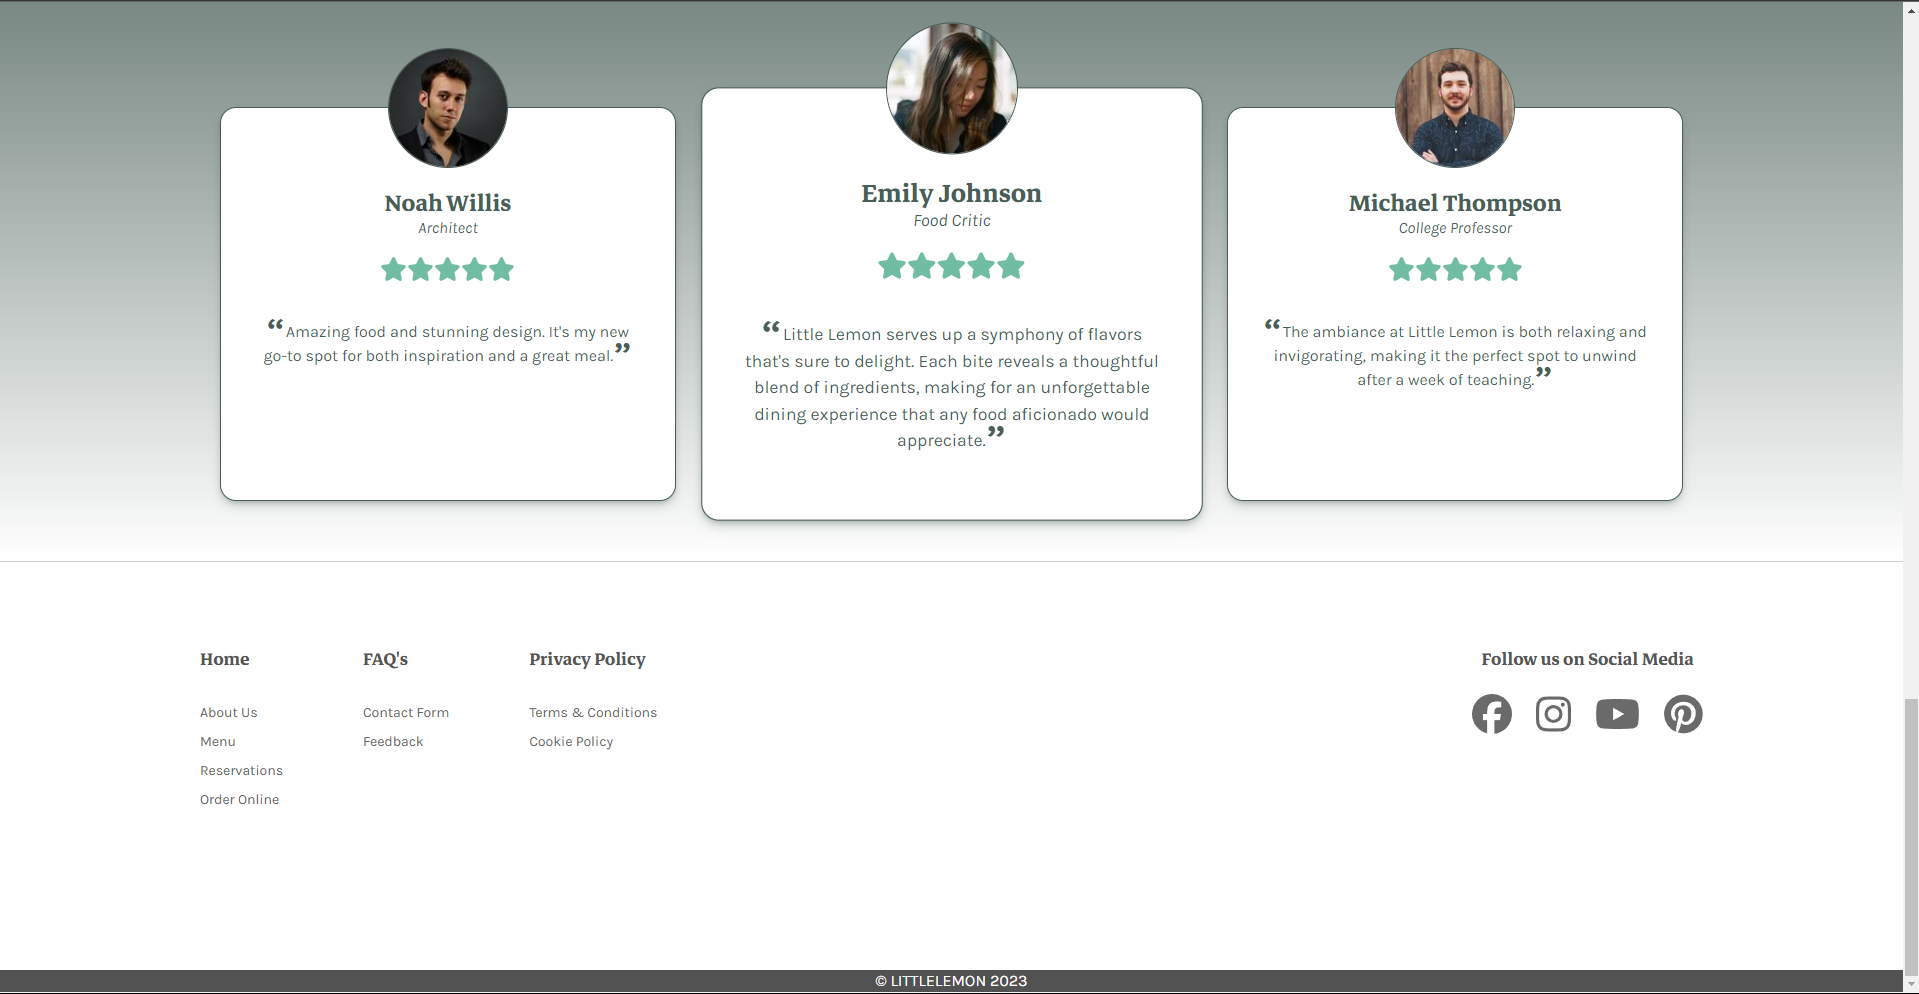 Noah Willis
Architect
“Amazing food and stunning design. It's my new
go-to spot for both inspiration and a great meal.”
Emily Johnson
Food Critic
“Little Lemon serves up a symphony of flavors
that's sure to delight. Each bite reveals a thoughtful
blend of ingredients, making for an unforgettable
dining experience that any food aficionado would
appreciate.”
Michael Thompson
College Professor
“The ambiance at Little Lemon is both relaxing and
invigorating, making it the perfect spot to unwind
after a week of teaching.”
Home
About Us
Menu
Reservations
Order Online
FAQ's
Contact Form
Feedback
Privacy Policy
Terms & Conditions
Cookie Policy
Follow us on Social Media
© LITTLELEMON 2023